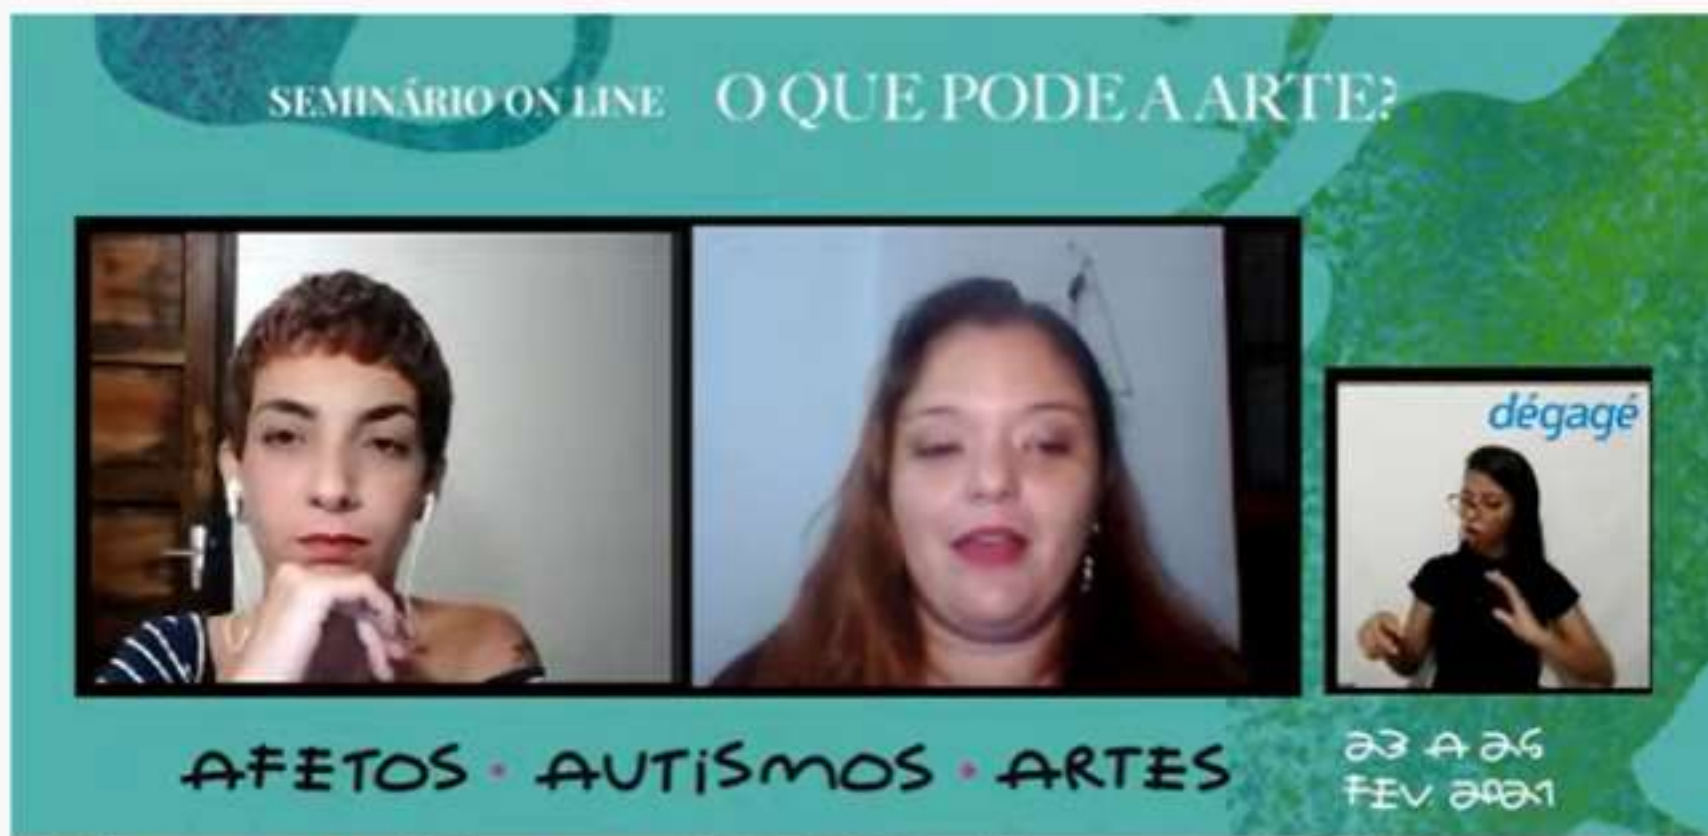 SEMINÁRIO ON LINE O QUE PODE A ARTE?
dégagé
AFETOS • AUTISMOS • ARTES
23 A 26
FEV 2021